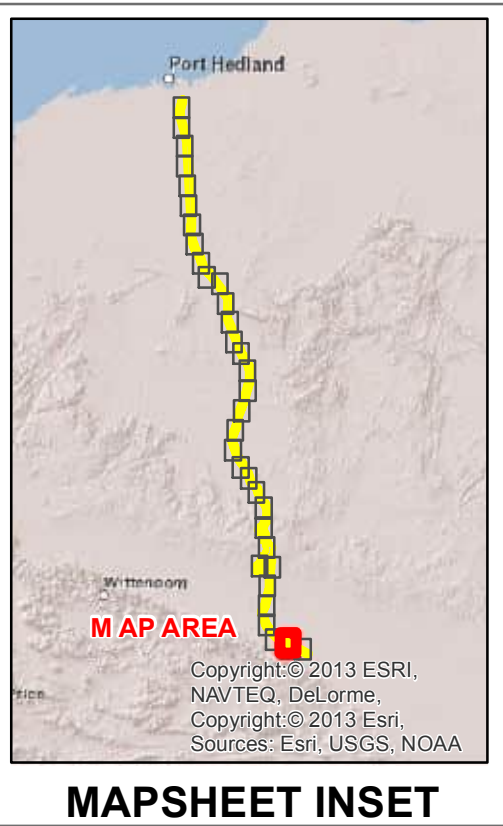 Port Hedland
Wittenoom
M AP AREA
Copyright:© 2013 ESRI,
NAVTEQ, DeLorme,
Copyright:© 2013 Esri,
Sources: Esri, USGS, NOAA
MAPSHEET INSET